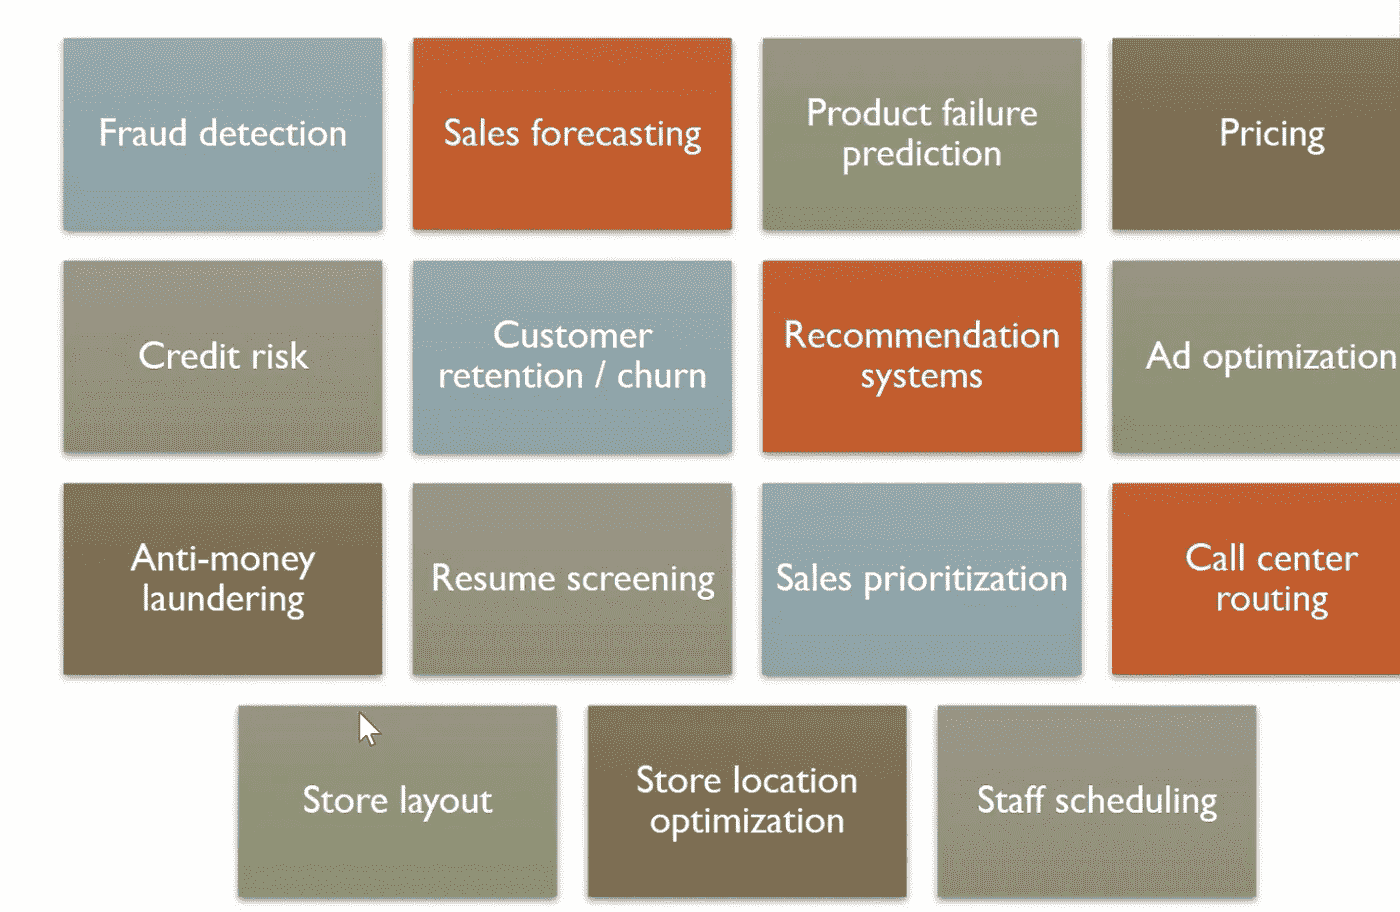 Fraud detection
Sales forecasting
Product failure
prediction
Pricing
Credit risk
Customer
retention / churn
Recommendation
systems
Ad optimization
Anti-money
laundering
Resume screening
Sales prioritization
Call center
routing
Store layout
Store location
optimization
Staff scheduling